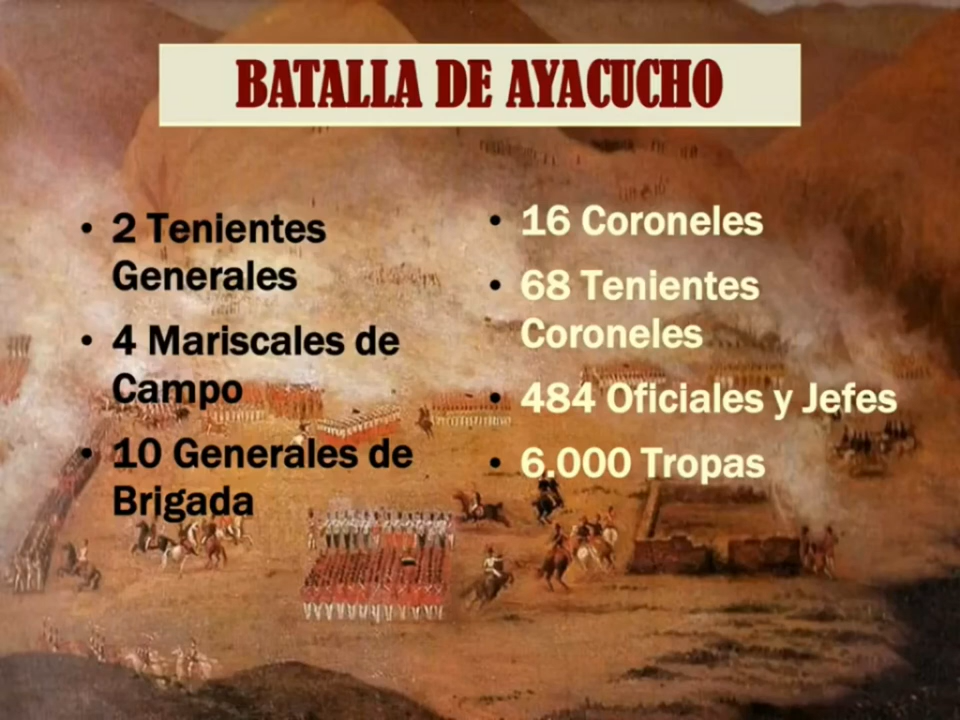 BATALLA DE AYACUCHO
• 2 Tenientes
Generales
• 4 Mariscales de
Campo
• 10 Generales de
Brigada
• 16 Coroneles
• 68 Tenientes
Coroneles
• 484 Oficiales y Jefes
• 6.000 Tropas